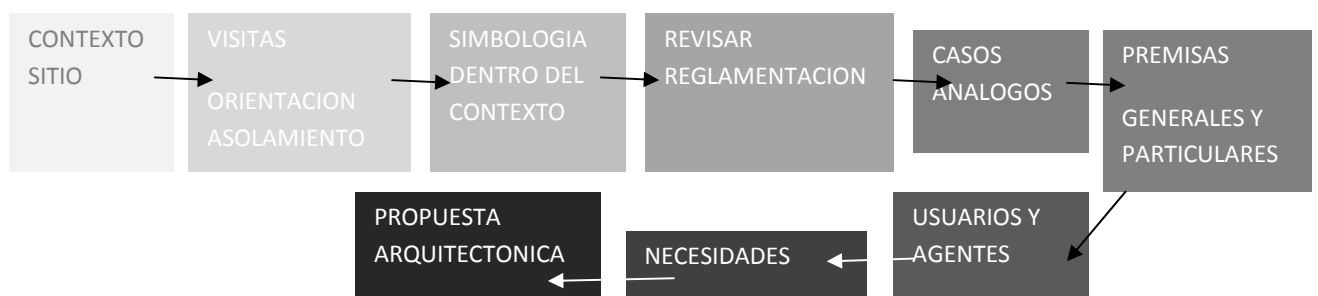 CONTEXTO
SITIO
VISITAS
ORIENTACION
ASOLAMIENTO
SIMBOLOGIA
DENTRO DEL
CONTEXTO
REVISAR
REGLAMENTACION
CASOS
ANALOGOS
PREMISAS
GENERALES Y
PARTICULARES
USUARIOS Y
AGENTES
NECESIDADES
PROPUESTA
ARQUITECTONICA